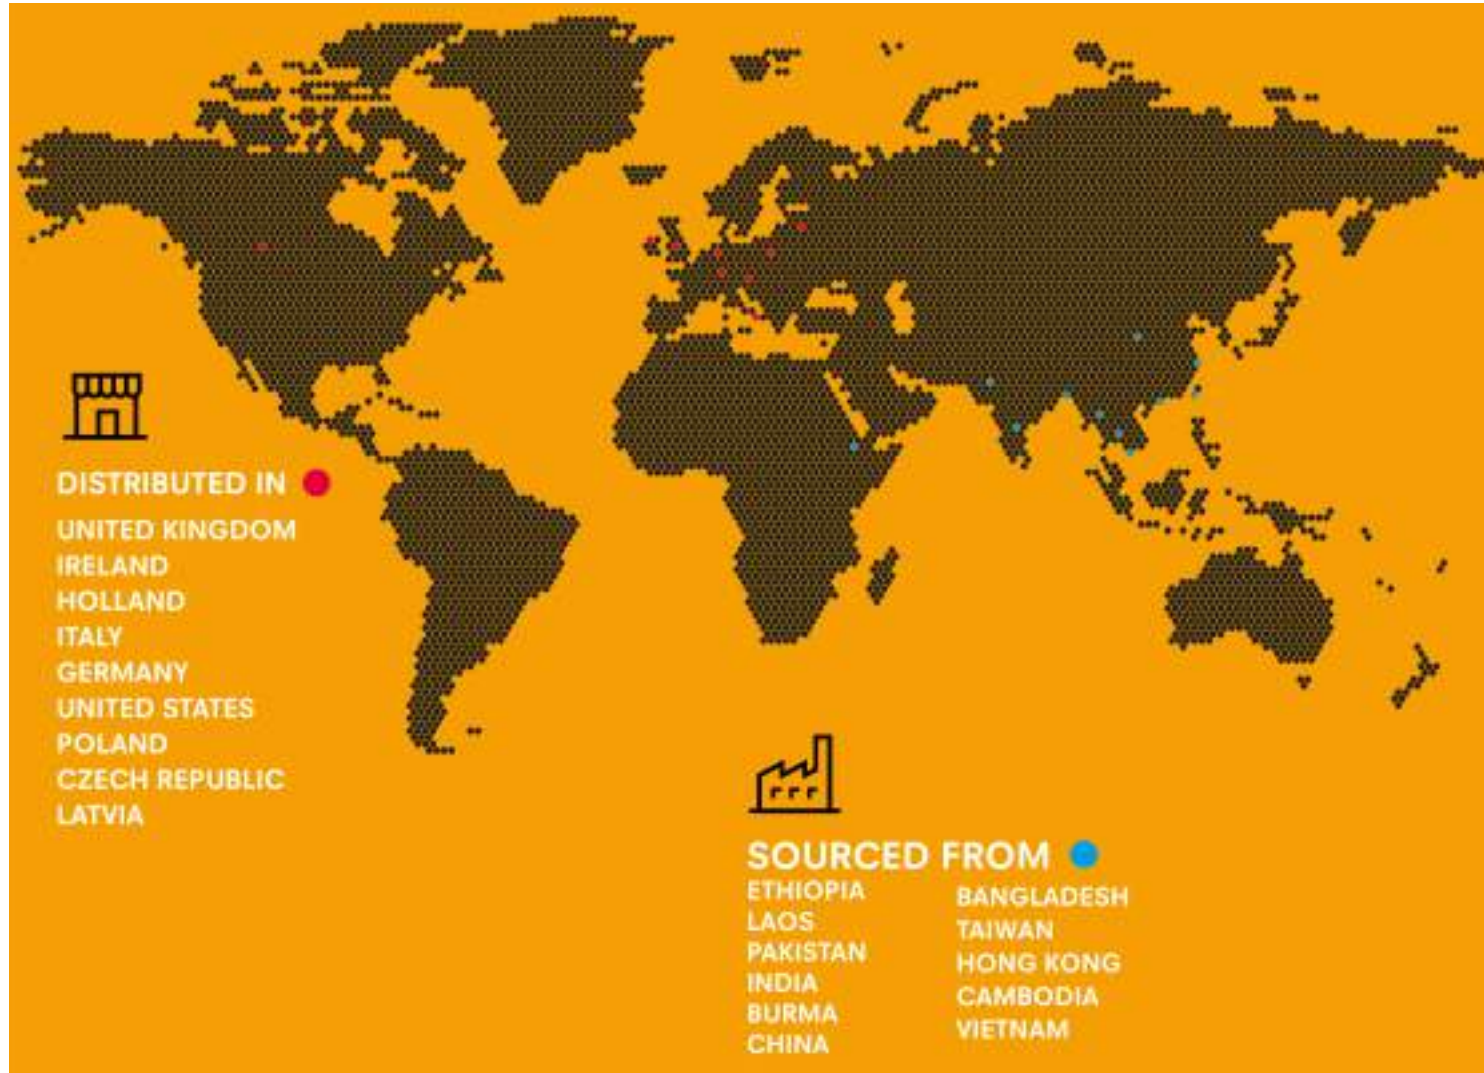 DISTRIBUTED IN
UNITED KINGDOM
IRELAND
HOLLAND
ITALY
GERMANY
UNITED STATES
POLAND
CZECH REPUBLIC
LATVIA
SOURCED FROM
ETHIOPIA
LAOS
PAKISTAN
INDIA
BURMA
CHINA
BANGLADESH
TAIWAN
HONG KONG
CAMBODIA
VIETNAM